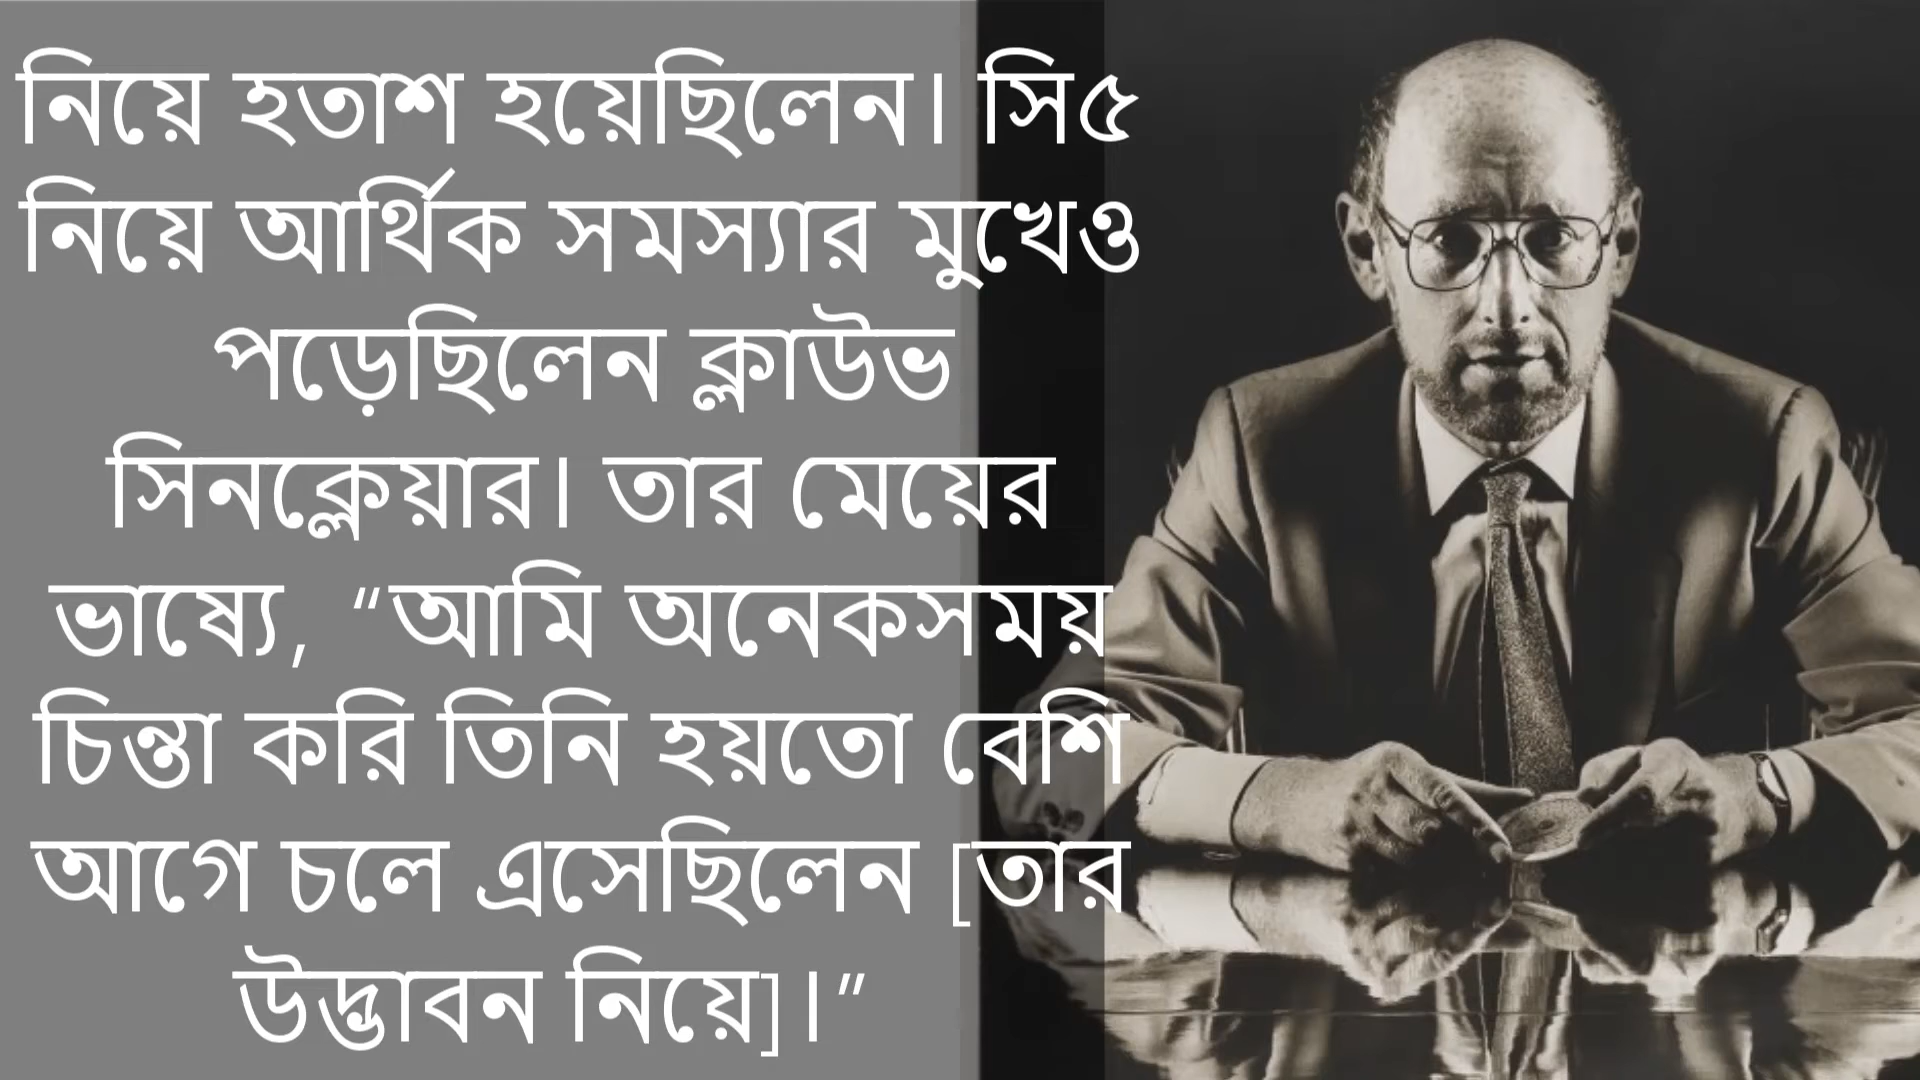 নিয়ে হতাশ হয়েছিলেন। সি৫
নিয়ে আর্থিক সমস্যার মুখেও
পড়েছিলেন ক্লাউভ
সিনক্লেয়ার। তার মেয়ের
ভাষ্যে, “আমি অনেকসময়
চিন্তা করি তিনি হয়তো বেশি
আগে চলে এসেছিলেন [তার
উদ্ভাবন নিয়ে]।”